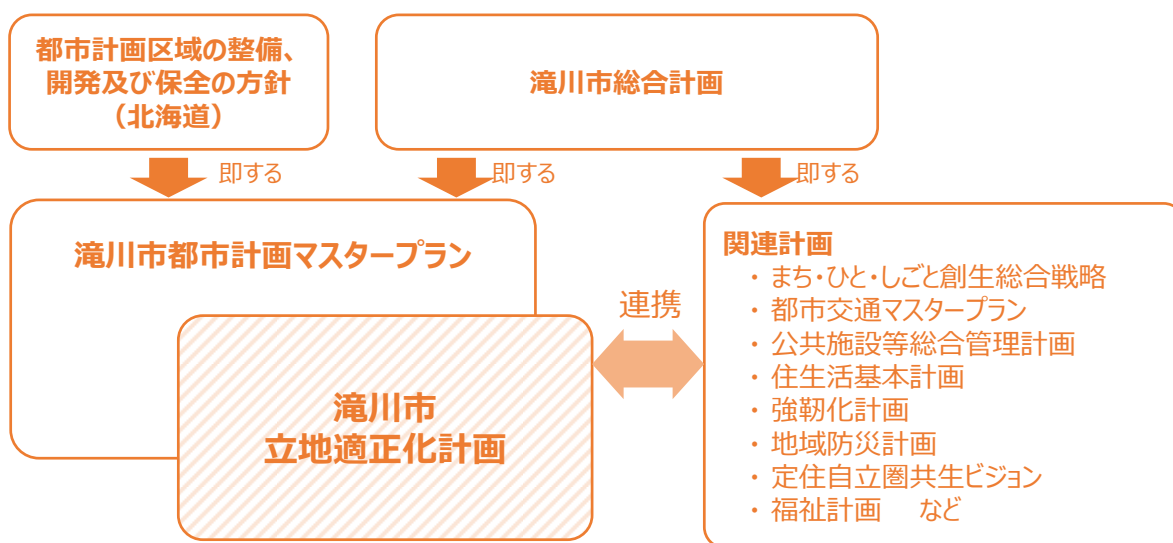 都市計画区域の整備、
開発及び保全の方針
（北海道）
滝川市総合計画
即する
即する
即する
滝川市都市計画マスタープラン
滝川市
立地適正化計画
連携
関連計画
・ まち・ひと・しごと創生総合戦略
・ 都市交通マスタープラン
・ 公共施設等総合管理計画
・ 住生活基本計画
・ 強靭化計画
・ 地域防災計画
・ 定住自立圏共生ビジョン
・ 福祉計画　など